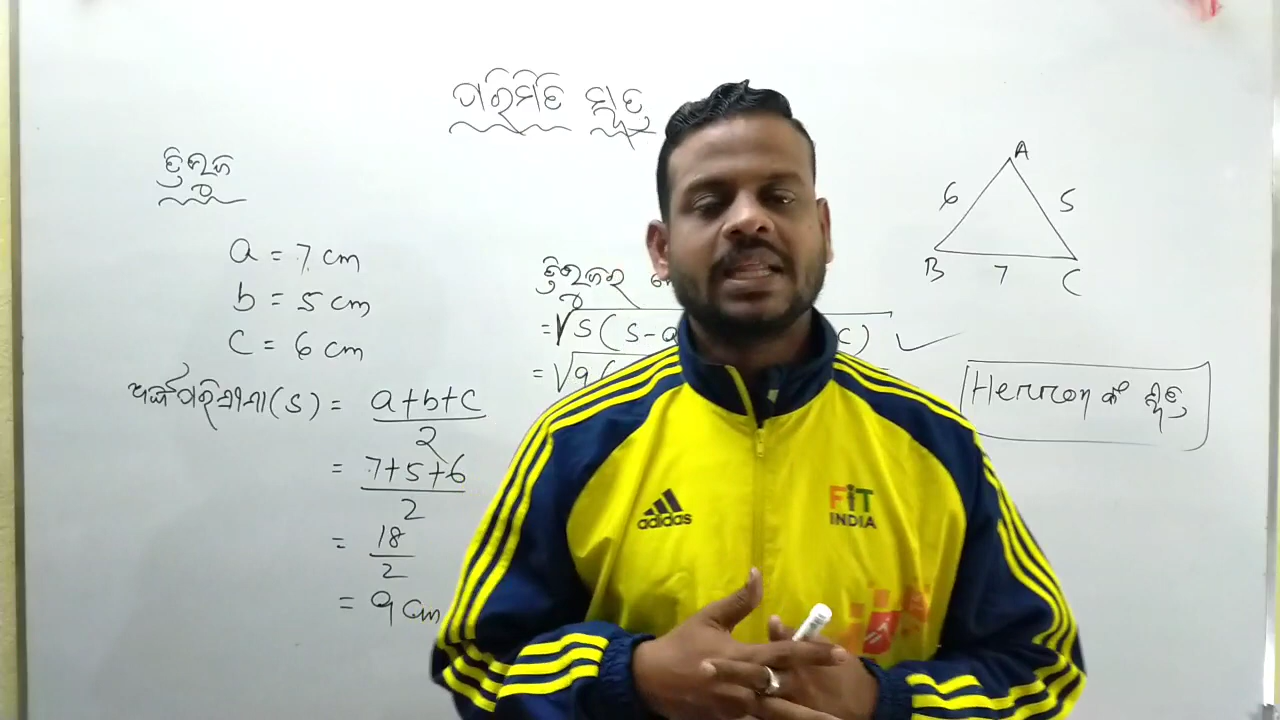 ପରିମିତି ସୂତ୍ର
ତ୍ରିଭୁଜ
a = 7 cm
b = 5 cm
c = 6 cm
ଅର୍ଦ୍ଧପରିସୀମା (S) = a+b+c
2
= 7+5+6
2
= 18
2
= 9 cm
ତ୍ରିଭୁଜର
= √S(S-a
c)
= √9(
A
6
5
B
7
C
Herron ଙ୍କ ସୂତ୍ର
adidas
FIT
INDIA